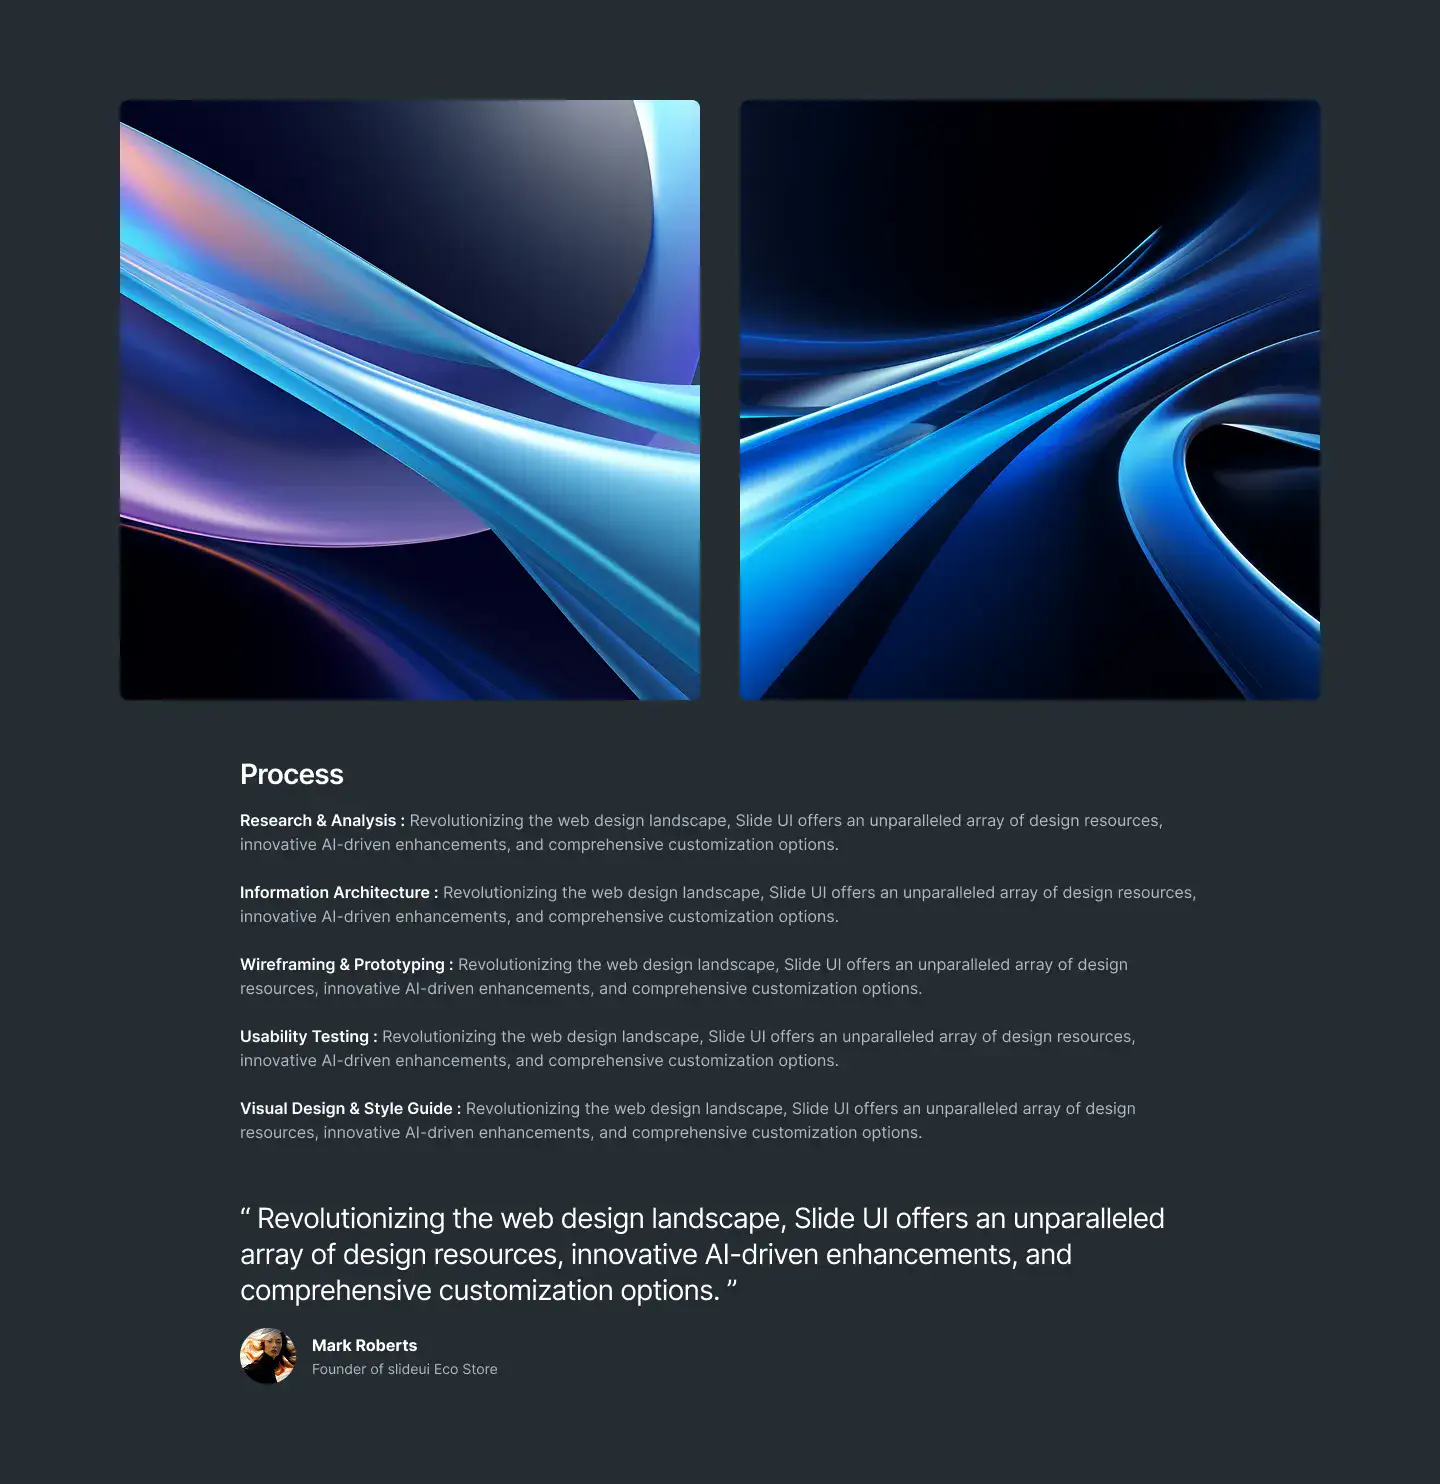 Process
Research & Analysis : Revolutionizing the web design landscape, Slide UI offers an unparalleled array of design resources,
innovative AI-driven enhancements, and comprehensive customization options.
Information Architecture : Revolutionizing the web design landscape, Slide UI offers an unparalleled array of design resources,
innovative AI-driven enhancements, and comprehensive customization options.
Wireframing & Prototyping : Revolutionizing the web design landscape, Slide UI offers an unparalleled array of design
resources, innovative AI-driven enhancements, and comprehensive customization options.
Usability Testing : Revolutionizing the web design landscape, Slide UI offers an unparalleled array of design resources,
innovative AI-driven enhancements, and comprehensive customization options.
Visual Design & Style Guide : Revolutionizing the web design landscape, Slide UI offers an unparalleled array of design
resources, innovative AI-driven enhancements, and comprehensive customization options.
“ Revolutionizing the web design landscape, Slide UI offers an unparalleled
array of design resources, innovative AI-driven enhancements, and
comprehensive customization options. ”
Mark Roberts
Founder of slideui Eco Store